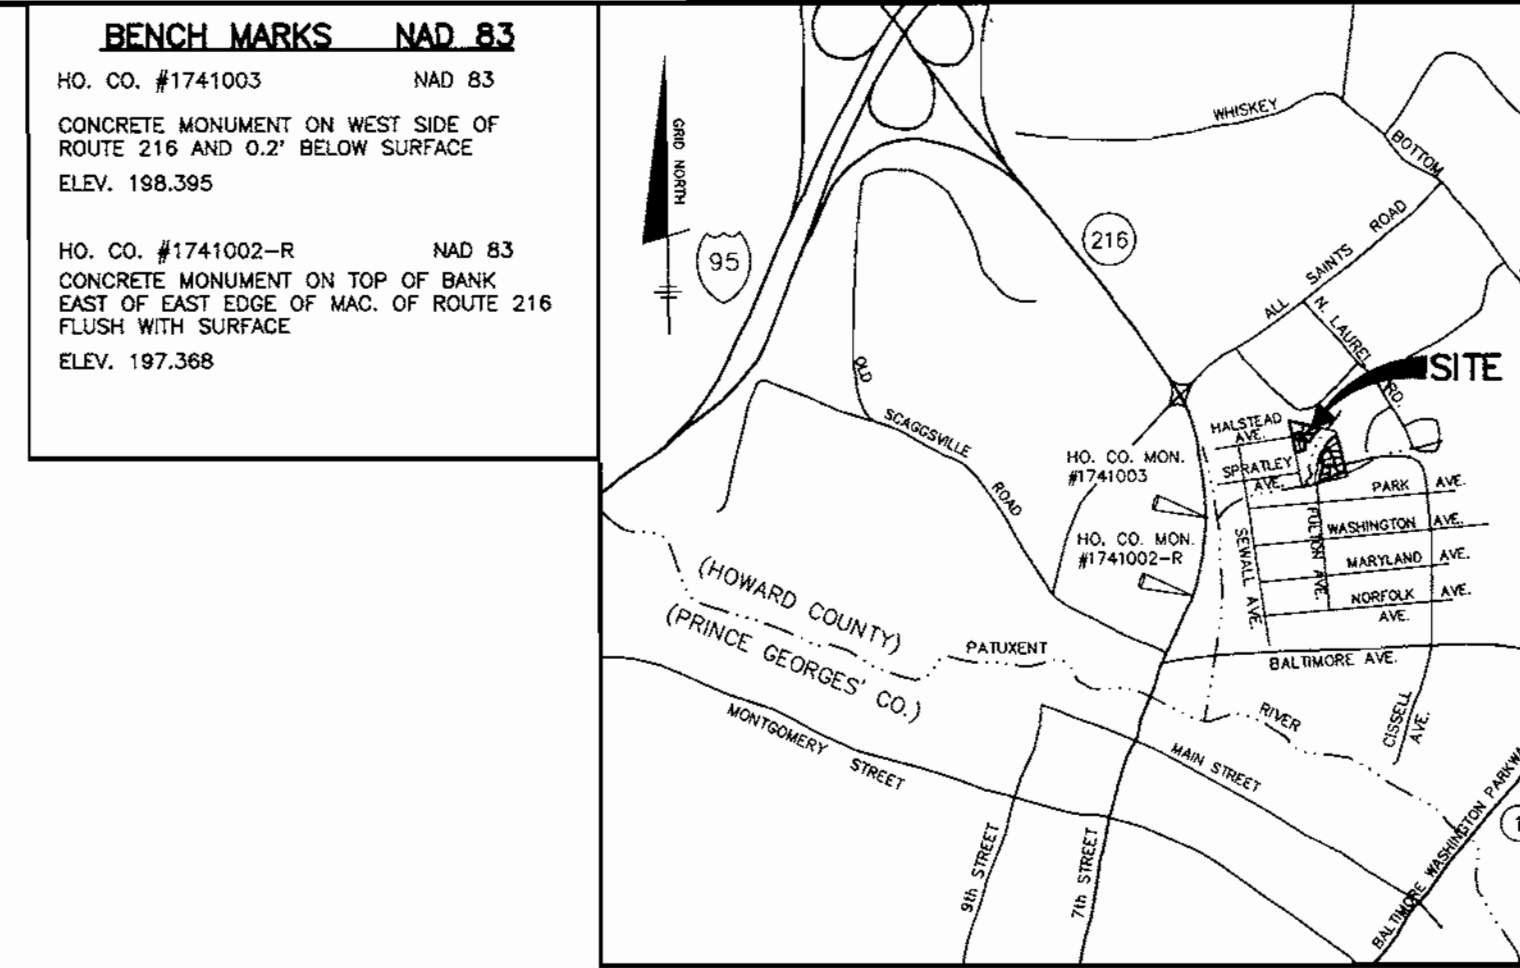 BENCH MARKS NAD 83
HO. CO. #1741003 NAD 83
CONCRETE MONUMENT ON WEST SIDE OF
ROUTE 216 AND 0.2' BELOW SURFACE
ELEV. 198.395
HO. CO. #1741002-R NAD 83
CONCRETE MONUMENT ON TOP OF BANK
EAST OF EAST EDGE OF MAC. OF ROUTE 216
FLUSH WITH SURFACE
ELEV. 197.368
GRID NORTH
95
216
WHISKEY
BOTTOM
ALL SAINTS ROAD
N. LAUREL RD.
SITE
OLD
SCAGGSVILLE
ROAD
HALSTEAD
AVE.
SPRATLEY
AVE.
HO. CO. MON.
#1741003
HO. CO. MON.
#1741002-R
PARK AVE.
WASHINGTON AVE.
MARYLAND AVE.
NORFOLK AVE.
AVE.
SEWALL AVE.
FULTON AVE.
BALTIMORE AVE.
CISSELL
AVE.
(HOWARD COUNTY)
(PRINCE GEORGES' CO.)
PATUXENT
RIVER
MONTGOMERY
STREET
MAIN STREET
9th STREET
7th STREET
BALTIMORE WASHINGTON PARKWA
1